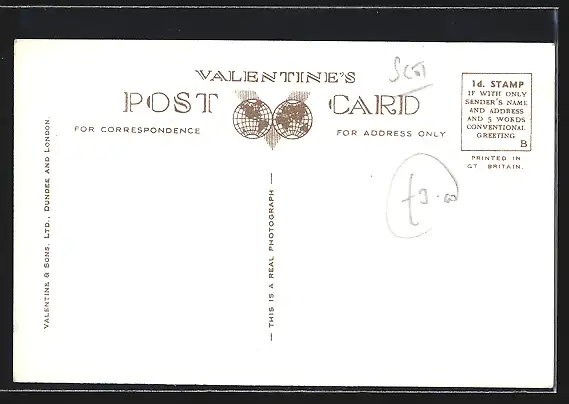 VALENTINE'S
POST CARD
FOR CORRESPONDENCE
FOR ADDRESS ONLY
1d. STAMP
IF WITH ONLY
SENDER'S NAME
AND ADDRESS
AND 5 WORDS
CONVENTIONAL
GREETING
B
PRINTED IN
GT BRITAIN.
£3.00
VALENTINE & SONS, LTD., DUNDEE AND LONDON.
— THIS IS A REAL PHOTOGRAPH —